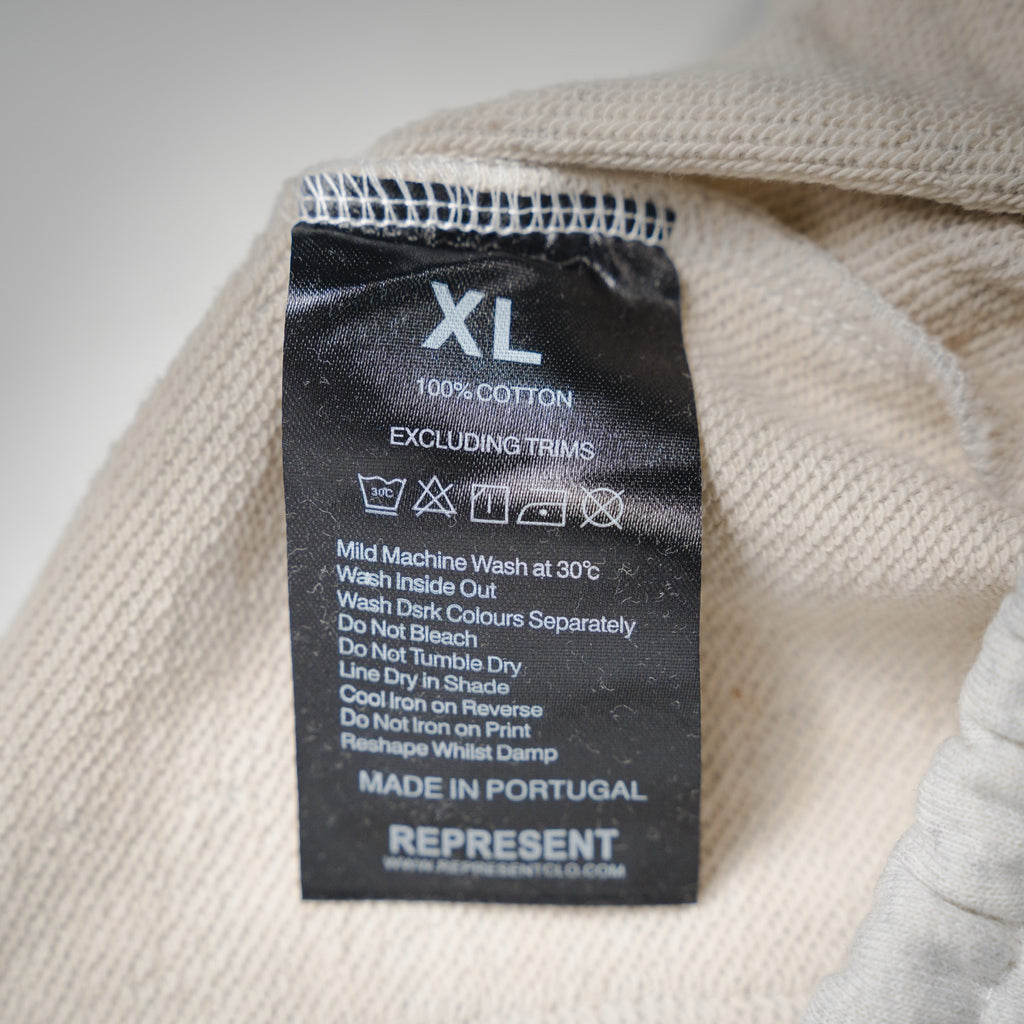 XL
100% COTTON
EXCLUDING TRIMS
30°C
Mild Machine Wash at 30°c
Wash Inside Out
Wash Dsrk Colours Separately
Do Not Bleach
Do Not Tumble Dry
Line Dry in Shade
Cool Iron on Reverse
Do Not Iron on Print
Reshape Whilst Damp
MADE IN PORTUGAL
REPRESENT
WWW.REPRESENTCLO.COM